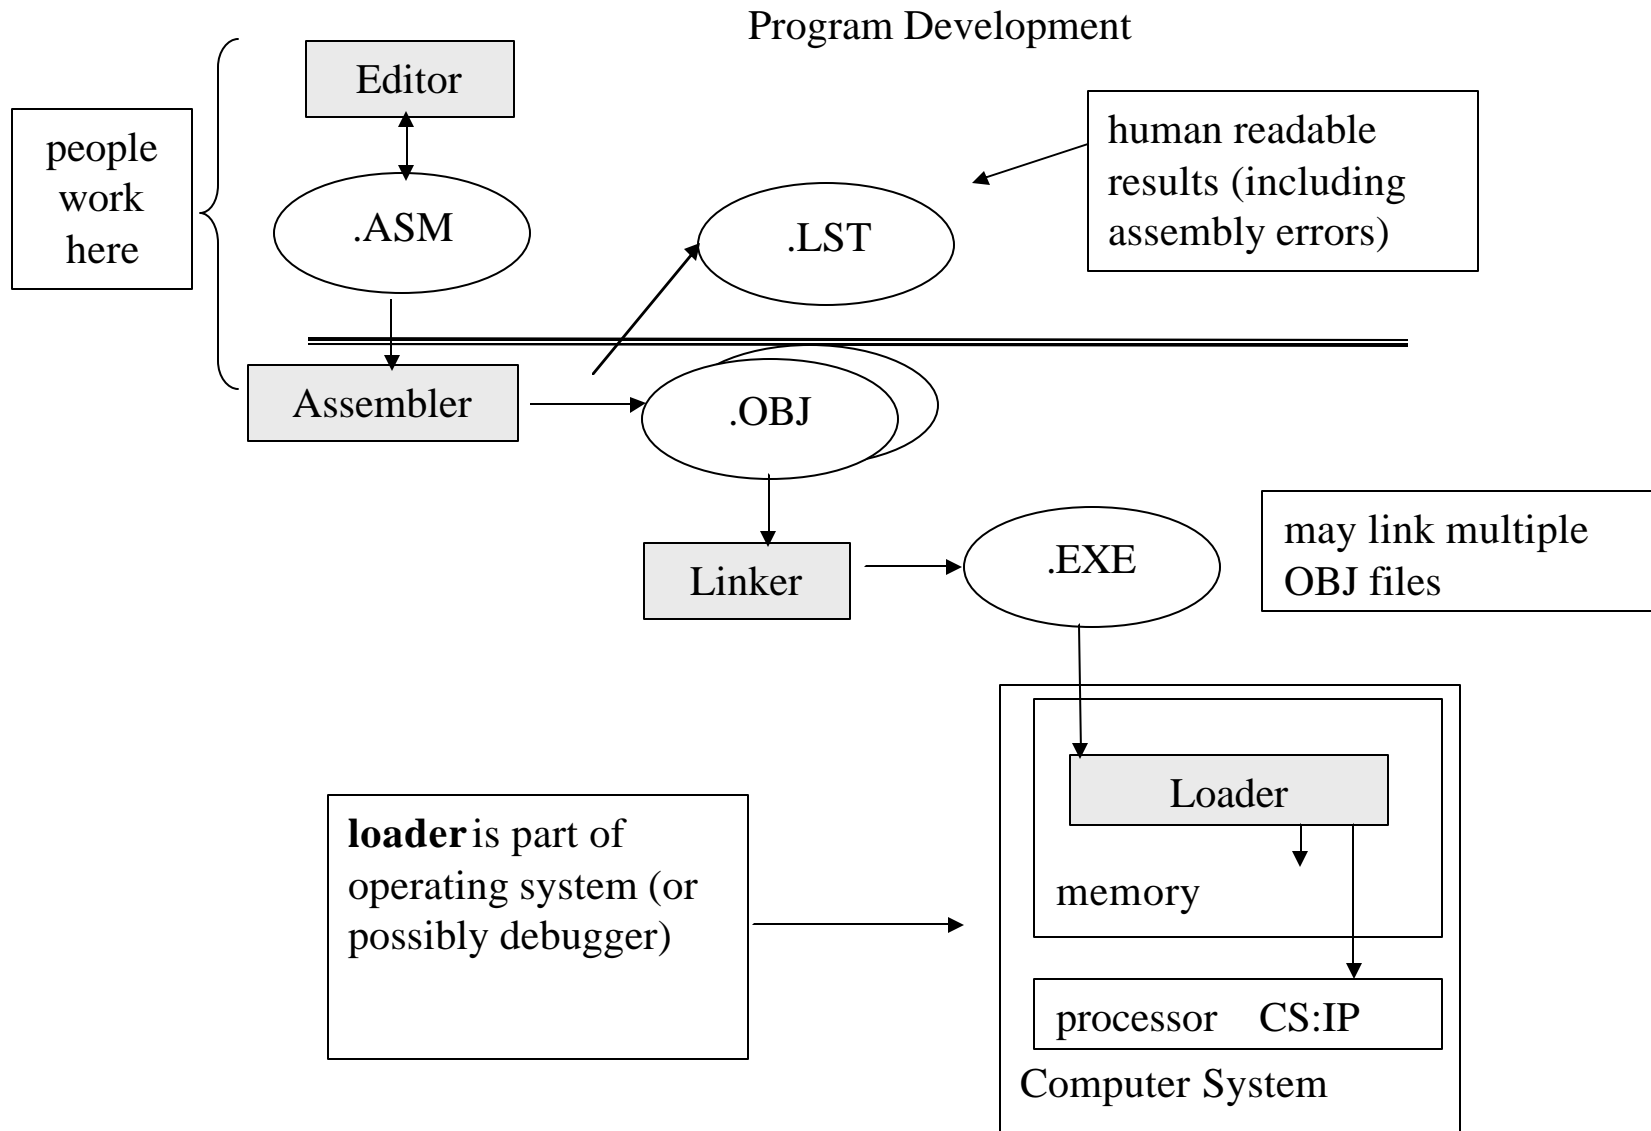 Program Development
Editor
people
work
here
.ASM
.LST
human readable
results (including
assembly errors)
Assembler
.OBJ
Linker
.EXE
may link multiple
OBJ files
Loader
memory
loader is part of
operating system (or
possibly debugger)
processor CS:IP
Computer System